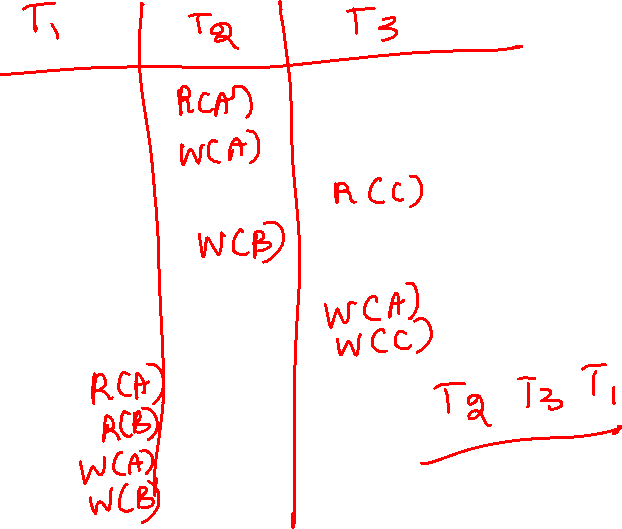 T1 T2 T3
R(A)
W(A)
R(C)
W(B)
W(A)
W(C)
R(A)
R(B)
W(A)
W(B)
T2 T3 T1